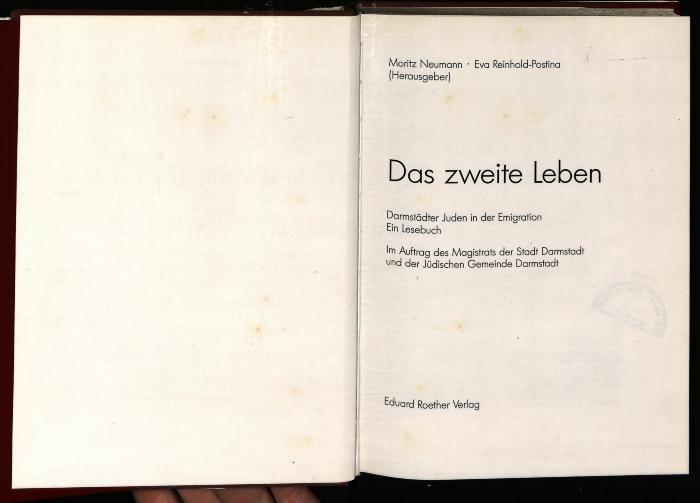 Moritz Neumann · Eva Reinhold-Postina
(Herausgeber)
Das zweite Leben
Darmstädter Juden in der Emigration
Ein Lesebuch
Im Auftrag des Magistrats der Stadt Darmstadt
und der Jüdischen Gemeinde Darmstadt
Eduard Roether Verlag